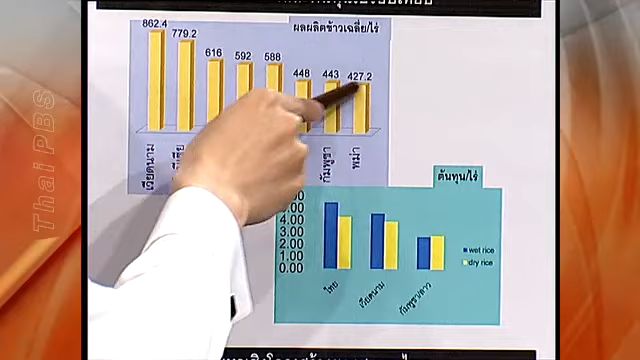 862.4
779.2
616
592
588
448
443
427.2
ผลผลิตข้าวเฉลี่ย/ไร่
เวียดนาม
กัมพูชา
พม่า
ต้นทุน/ไร่
5.00
4.00
3.00
2.00
1.00
0.00
wet rice
dry rice
ไทย
เวียดนาม
กัมพูชา/ลาว
Thai PBS